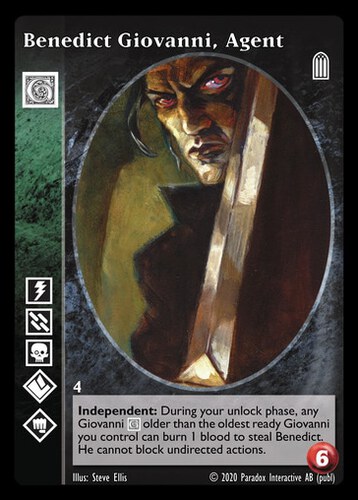 Benedict Giovanni, Agent
4
Independent: During your unlock phase, any
Giovanni older than the oldest ready Giovanni
you control can burn 1 blood to steal Benedict.
He cannot block undirected actions.
6
Illus: Steve Ellis © 2020 Paradox Interactive AB (publ)